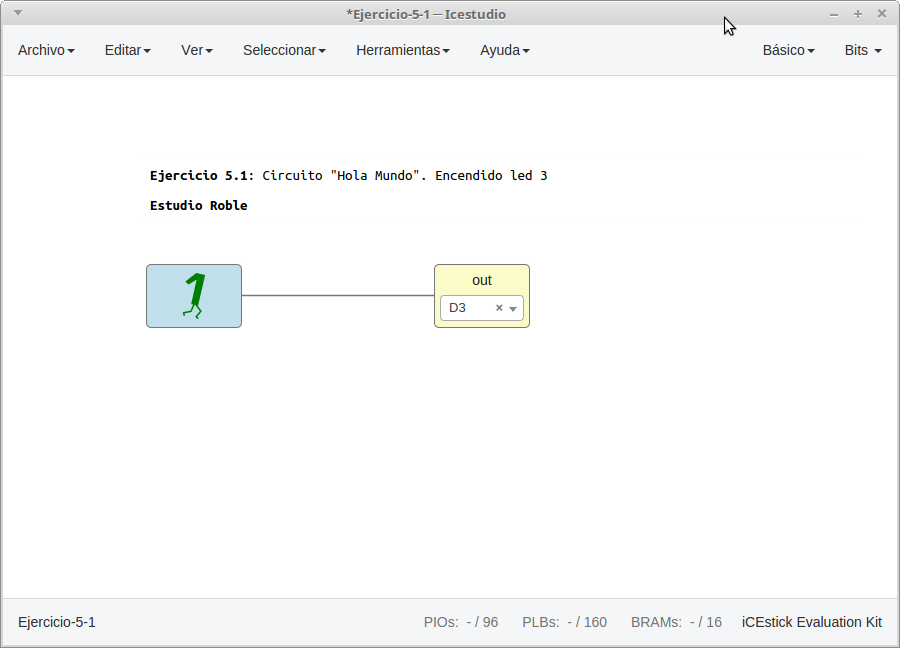 *Ejercicio-5-1 — Icestudio
Archivo Editar Ver Seleccionar Herramientas Ayuda Básico Bits
Ejercicio 5.1: Circuito "Hola Mundo". Encendido led 3
Estudio Roble
1
out
D3
Ejercicio-5-1 PIOs: - / 96 PLBs: - / 160 BRAMs: - / 16 iCEstick Evaluation Kit